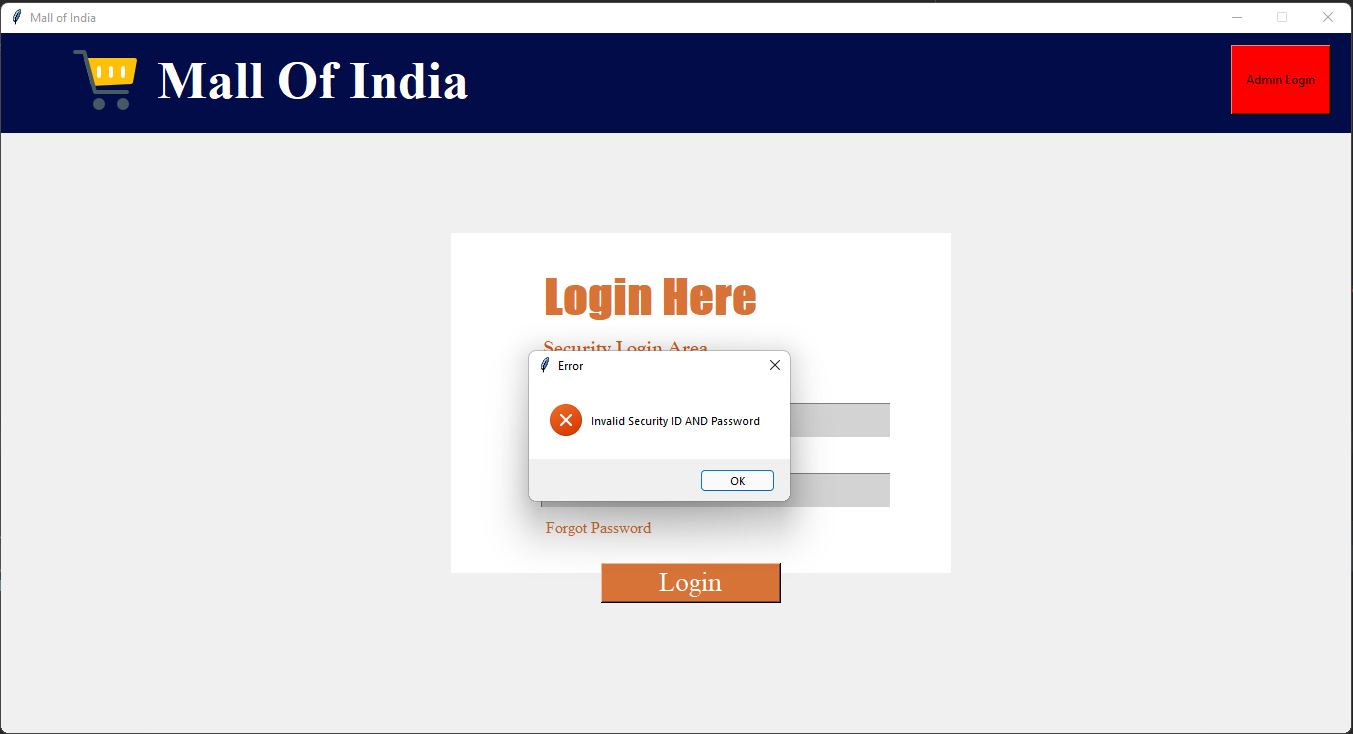 Mall of India
Mall Of India
Admin Login
Login Here
Security Login Area
Error
Invalid Security ID AND Password
OK
Forgot Password
Login